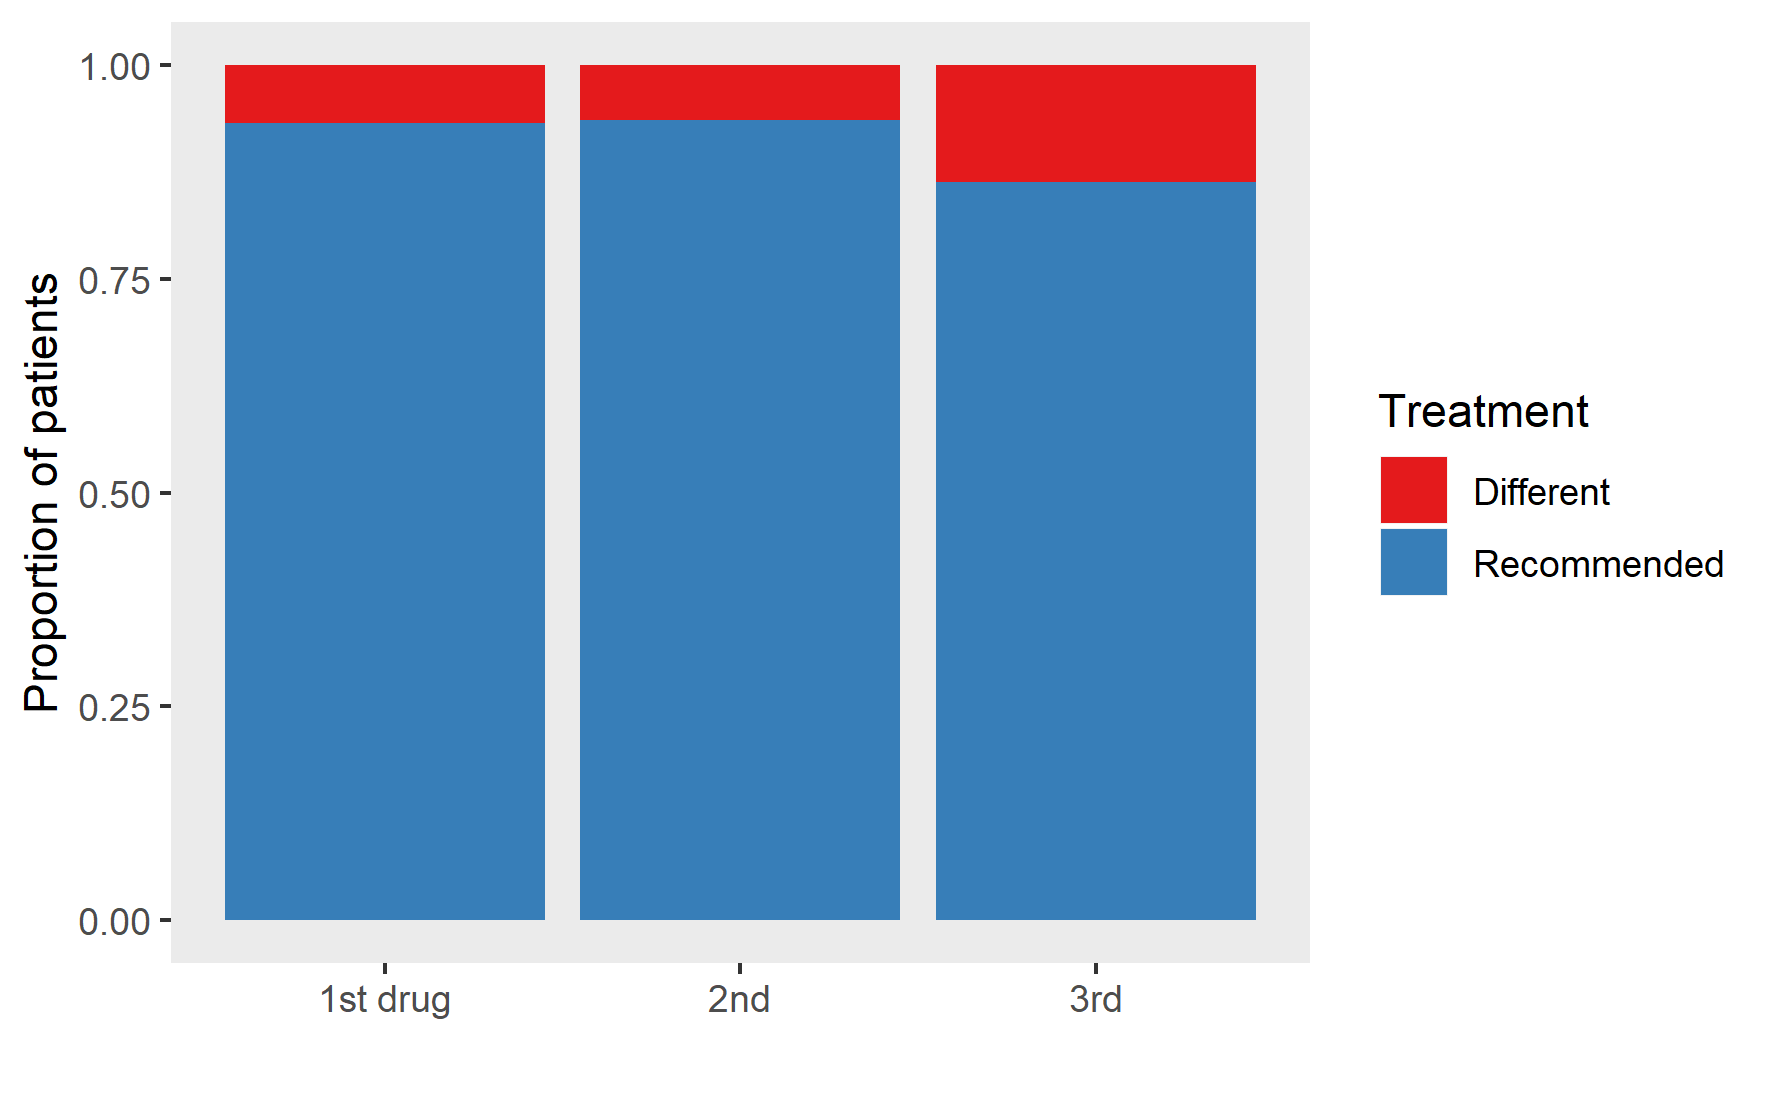 Proportion of patients
1.00
0.75
0.50
0.25
0.00
1st drug
2nd
3rd
Treatment
Different
Recommended